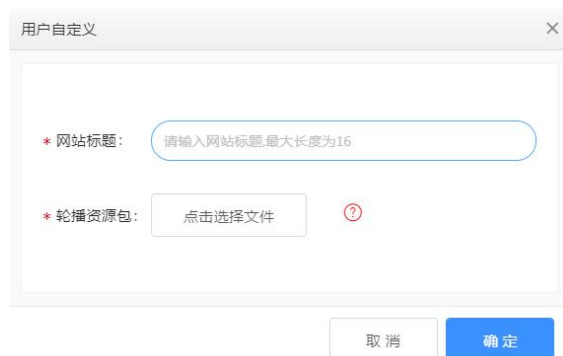 用户自定义
* 网站标题：
请输入网站标题,最大长度为16
* 轮播资源包：
点击选择文件
?
取消
确定